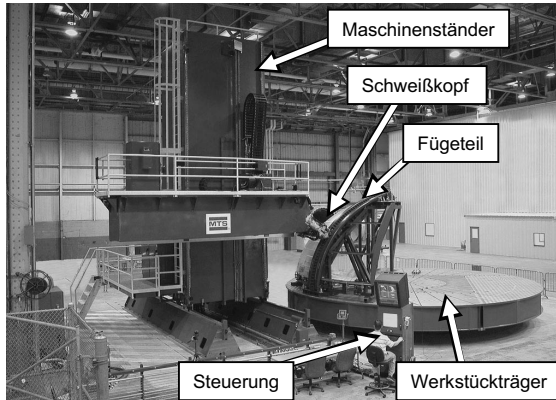 Maschinenständer
Schweißkopf
Fügeteil
MTS
Steuerung
Werkstückträger